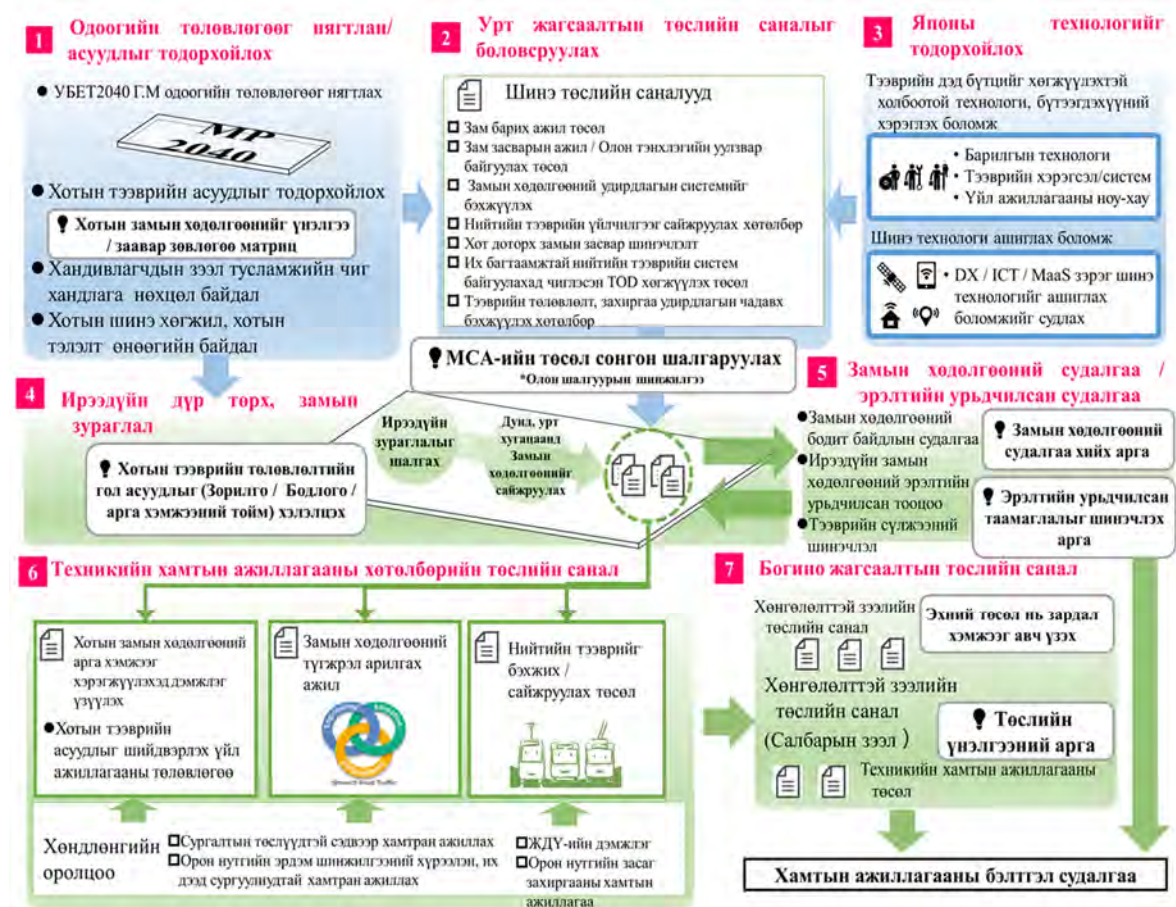 1 Одоогийн төлөвлөгөөг нягтлан/
асуудлыг тодорхойлох
● УБЕТ2040 Г.М одоогийн төлөвлөгөөг нягтлах
MP
2040
● Хотын тээврийн асуудлыг тодорхойлох
Хотын замын хөдөлгөөнийг үнэлгээ
/ заавар зөвлөгөө матриц
● Хандивлагчдын зээл тусламжийн чиг
хандлага нөхцөл байдал
● Хотын шинэ хөгжил, хотын
тэлэлт өнөөгийн байдал
2 Урт жагсаалтын төслийн саналыг
боловсруулах
Шинэ төслийн саналууд
☐ Зам барих ажил төсөл
☐ Зам засварын ажил / Олон тэнхлэгийн уулзвар
байгуулах төсөл
☐ Замын хөдөлгөөний удирдлагын системийг
бэхжүүлэх
☐ Нийтийн тээврийн үйлчилгээг сайжруулах хөтөлбөр
☐ Хот доторх замын засвар шинэчлэлт
☐ Их багтаамжтай нийтийн тээврийн систем
байгуулахад чиглэсэн TOD хөгжүүлэх төсөл
☐ Тээврийн төлөвлөлт, захиргаа удирдлагын чадавх
бэхжүүлэх хөтөлбөр
3 Японы технологийг
тодорхойлох
Тээврийн дэд бүтцийг хөгжүүлэхтэй
холбоотой технологи, бүтээгдэхүүний
хэрэглэх боломж
• Барилгын технологи
• Тээврийн хэрэгсэл/систем
• Үйл ажиллагааны ноу-хау
Шинэ технологи ашиглах боломж
• DX / ICT / MaaS зэрэг шинэ
технологийг ашиглах
боломжийг судлах
МСА-ийн төсөл сонгон шалгаруулах
*Олон шалгуурын шинжилгээ
4 Ирээдүйн дүр төрх, замын
зураглал
Хотын тээврийн төлөвлөлтийн
гол асуудлыг (Зорилго / Бодлого /
арга хэмжээний тойм) хэлэлцэх
Ирээдүйн
зураглалыг
шалгах
Дунд, урт
хугацаанд
Замын
хөдөлгөөнийг
сайжруулах
5 Замын хөдөлгөөний судалгаа /
эрэлтийн урьдчилсан судалгаа
● Замын хөдөлгөөний
бодит байдлын судалгаа
● Ирээдүйн замын
хөдөлгөөний эрэлтийн
урьдчилсан тооцоо
● Тээврийн сүлжээний
шинэчлэл
Замын хөдөлгөөний
судалгаа хийх арга
Эрэлтийн урьдчилсан
таамаглалыг шинэчлэх
арга
6 Техникийн хамтын ажиллагааны хөтөлбөрийн төслийн санал
Хотын замын хөдөлгөөний
арга хэмжээг
хэрэгжүүлэхэд дэмжлэг
үзүүлэх
● Хотын тээврийн
асуудлыг шийдвэрлэх үйл
ажиллагааны төлөвлөгөө
Замын хөдөлгөөний
түгжрэл арилгах
ажил
Нийтийн тээврийг
бэхжих /
сайжруулах төсөл
Хөндлөнгийн
оролцоо
☐ Сургалтын төслүүдтэй сэдвээр хамтран ажиллах
☐ Орон нутгийн эрдэм шинжилгээний хүрээлэн, их
дээд сургуулиудтай хамтран ажиллах
☐ ЖДҮ-ийн дэмжлэг
☐ Орон нутгийн засаг
захиргааны хамтын
ажиллагаа
7 Богино жагсаалтын төслийн санал
Хөнгөлөлттэй зээлийн
төслийн санал
Эхний төсөл нь зардал
хэмжээг авч үзэх
Хөнгөлөлттэй зээлийн
төслийн санал
(Салбарын зээл )
Төслийн
үнэлгээний арга
Техникийн хамтын ажиллагааны
төсөл
Хамтын ажиллагааны бэлтгэл судалгаа